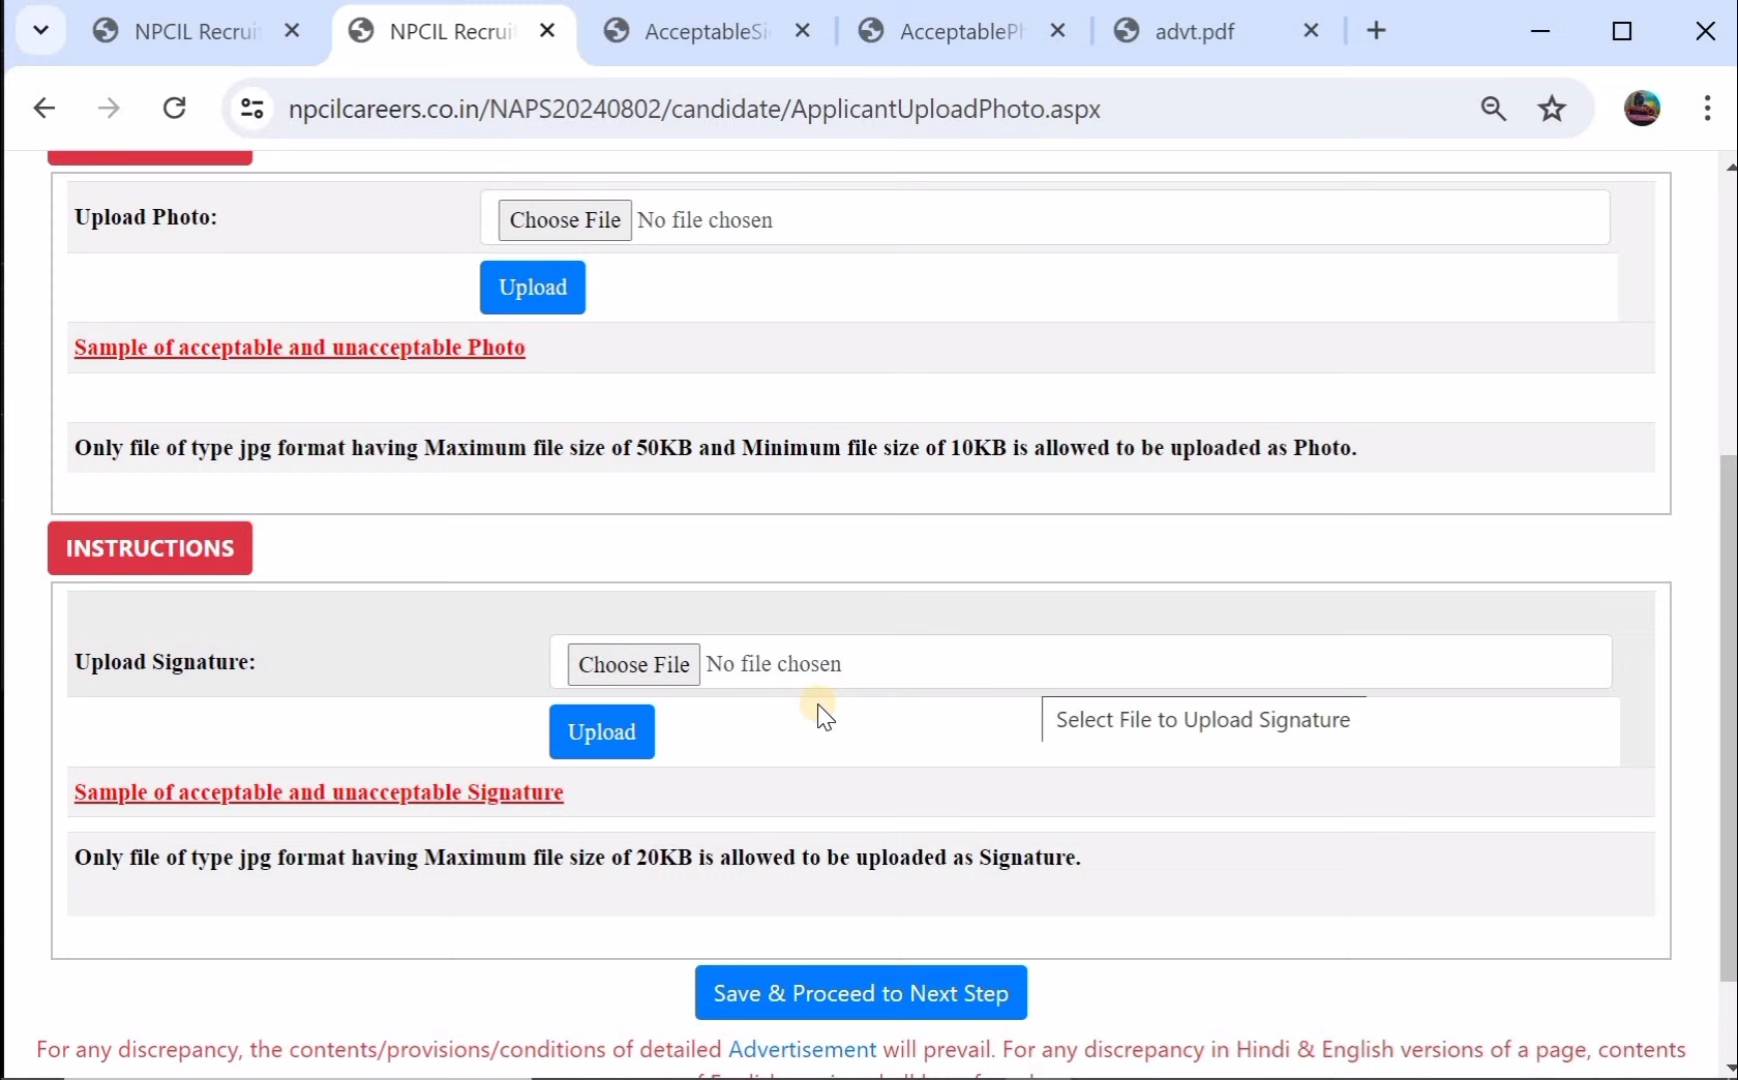 NPCIL Recrui
NPCIL Recrui
AcceptableSi
AcceptablePh
advt.pdf
npcilcareers.co.in/NAPS20240802/candidate/ApplicantUploadPhoto.aspx
Upload Photo:
Choose File No file chosen
Upload
Sample of acceptable and unacceptable Photo
Only file of type jpg format having Maximum file size of 50KB and Minimum file size of 10KB is allowed to be uploaded as Photo.
INSTRUCTIONS
Upload Signature:
Choose File No file chosen
Upload
Select File to Upload Signature
Sample of acceptable and unacceptable Signature
Only file of type jpg format having Maximum file size of 20KB is allowed to be uploaded as Signature.
Save & Proceed to Next Step
For any discrepancy, the contents/provisions/conditions of detailed Advertisement will prevail. For any discrepancy in Hindi & English versions of a page, contents